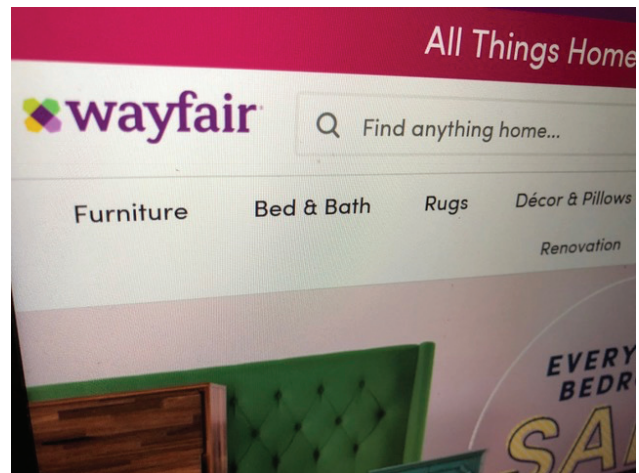 All Things Home
wayfair
Find anything home...
Furniture Bed & Bath Rugs Décor & Pillows
Renovation
EVERY